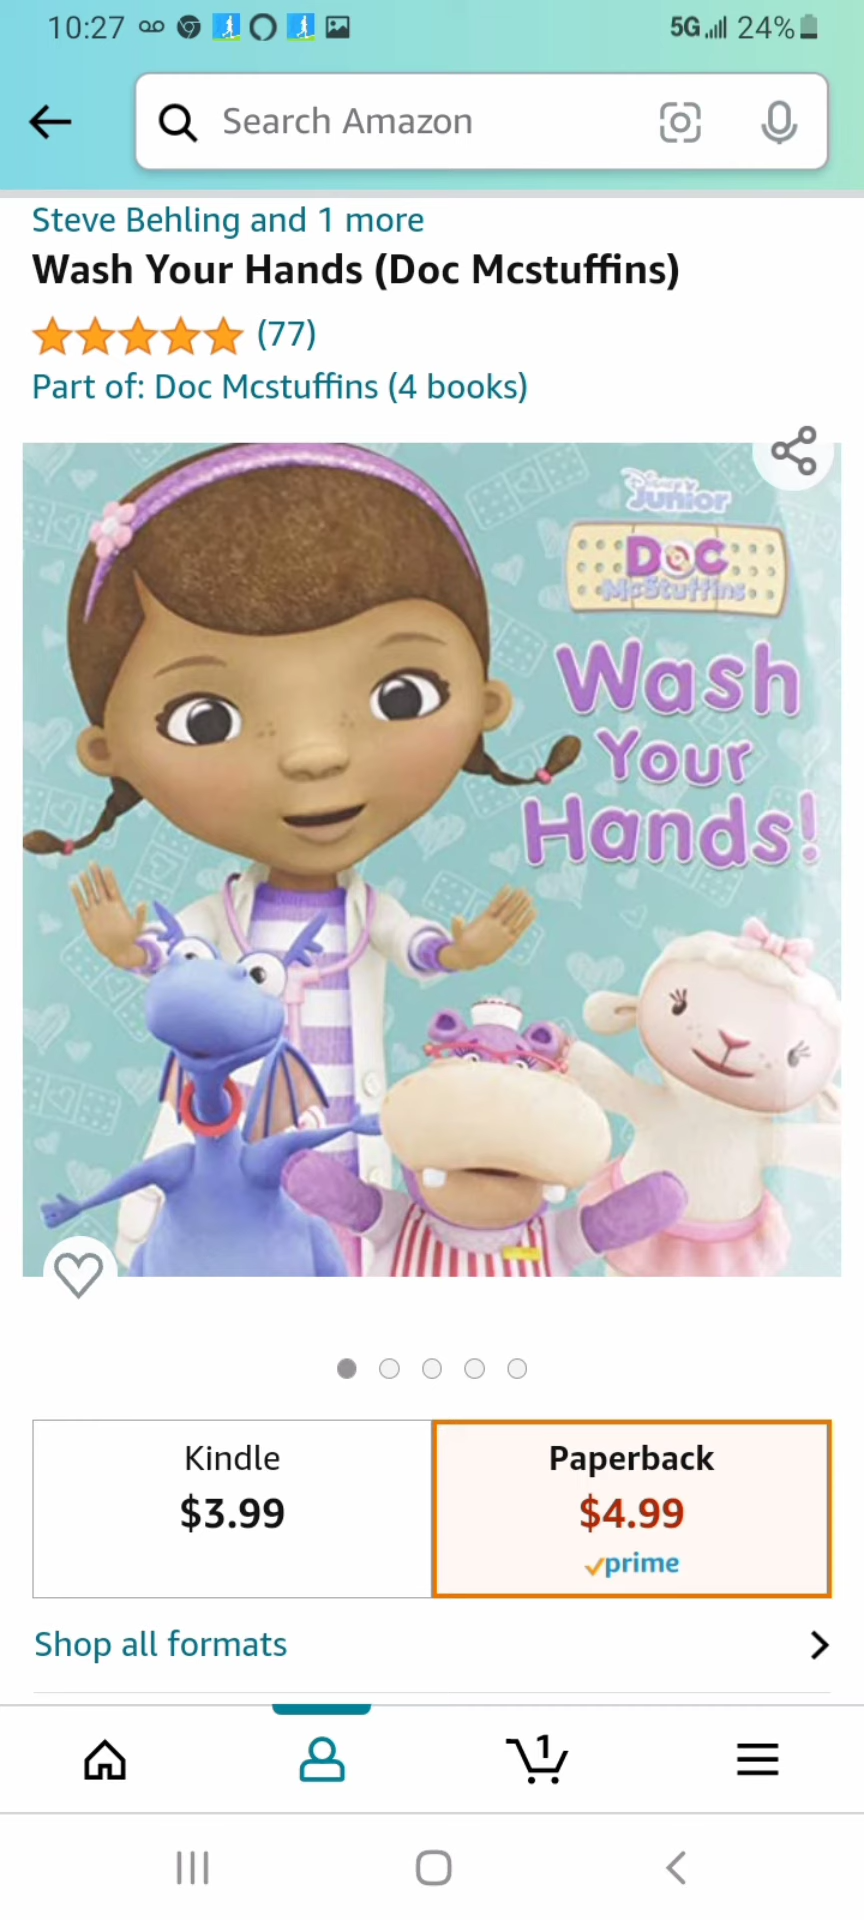 10:27 5G 24%
Search Amazon
Steve Behling and 1 more
Wash Your Hands (Doc Mcstuffins)
(77)
Part of: Doc Mcstuffins (4 books)
Disney
Junior
DOC
McStuffins
Wash
Your
Hands!
Kindle
Paperback
$3.99
$4.99
prime
Shop all formats
1